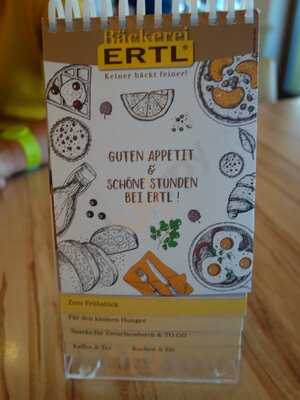 Bäckerei
ERTL®
Keiner bäckt feiner!
GUTEN APPETIT
&
SCHÖNE STUNDEN
BEI ERTL !
Zum Frühstück
Für den kleinen Hunger
Snacks für Zwischendurch & TO GO
Kaffee & Tee Kuchen & Eis